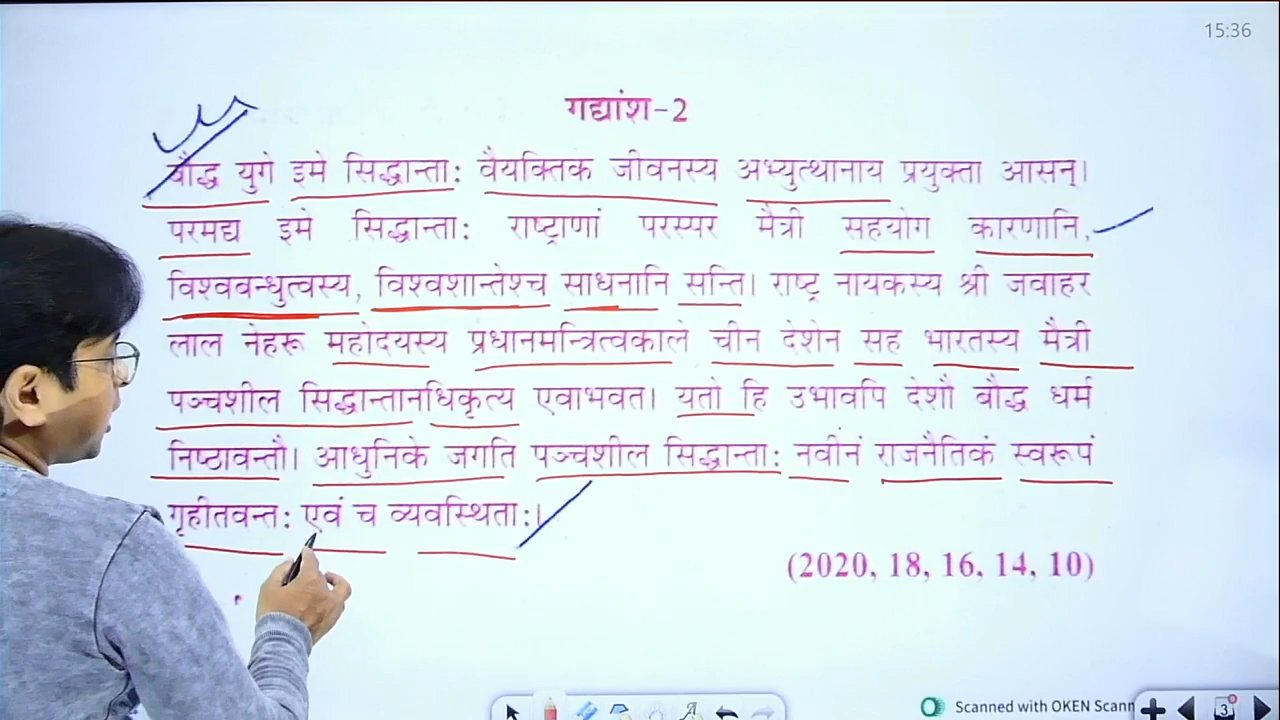 15:36
गद्यांश-2
बौद्ध युगे इमे सिद्धान्ताः वैयक्तिक जीवनस्य अभ्युत्थानाय प्रयुक्ता आसन्।
परमद्य इमे सिद्धान्ताः राष्ट्राणां परस्पर मैत्री सहयोग कारणानि,
विश्वबन्धुत्वस्य, विश्वशान्तेश्च साधनानि सन्ति। राष्ट्र नायकस्य श्री जवाहर
लाल नेहरू महोदयस्य प्रधानमन्त्रित्वकाले चीन देशेन सह भारतस्य मैत्री
पञ्चशील सिद्धान्तानधिकृत्य एवाभवत। यतो हि उभावपि देशौ बौद्ध धर्म
निष्ठावन्तौ। आधुनिके जगति पञ्चशील सिद्धान्ताः नवीनं राजनैतिकं स्वरूपं
गृहीतवन्तः एवं च व्यवस्थिताः।
(2020, 18, 16, 14, 10)
Scanned with OKEN Scann
3